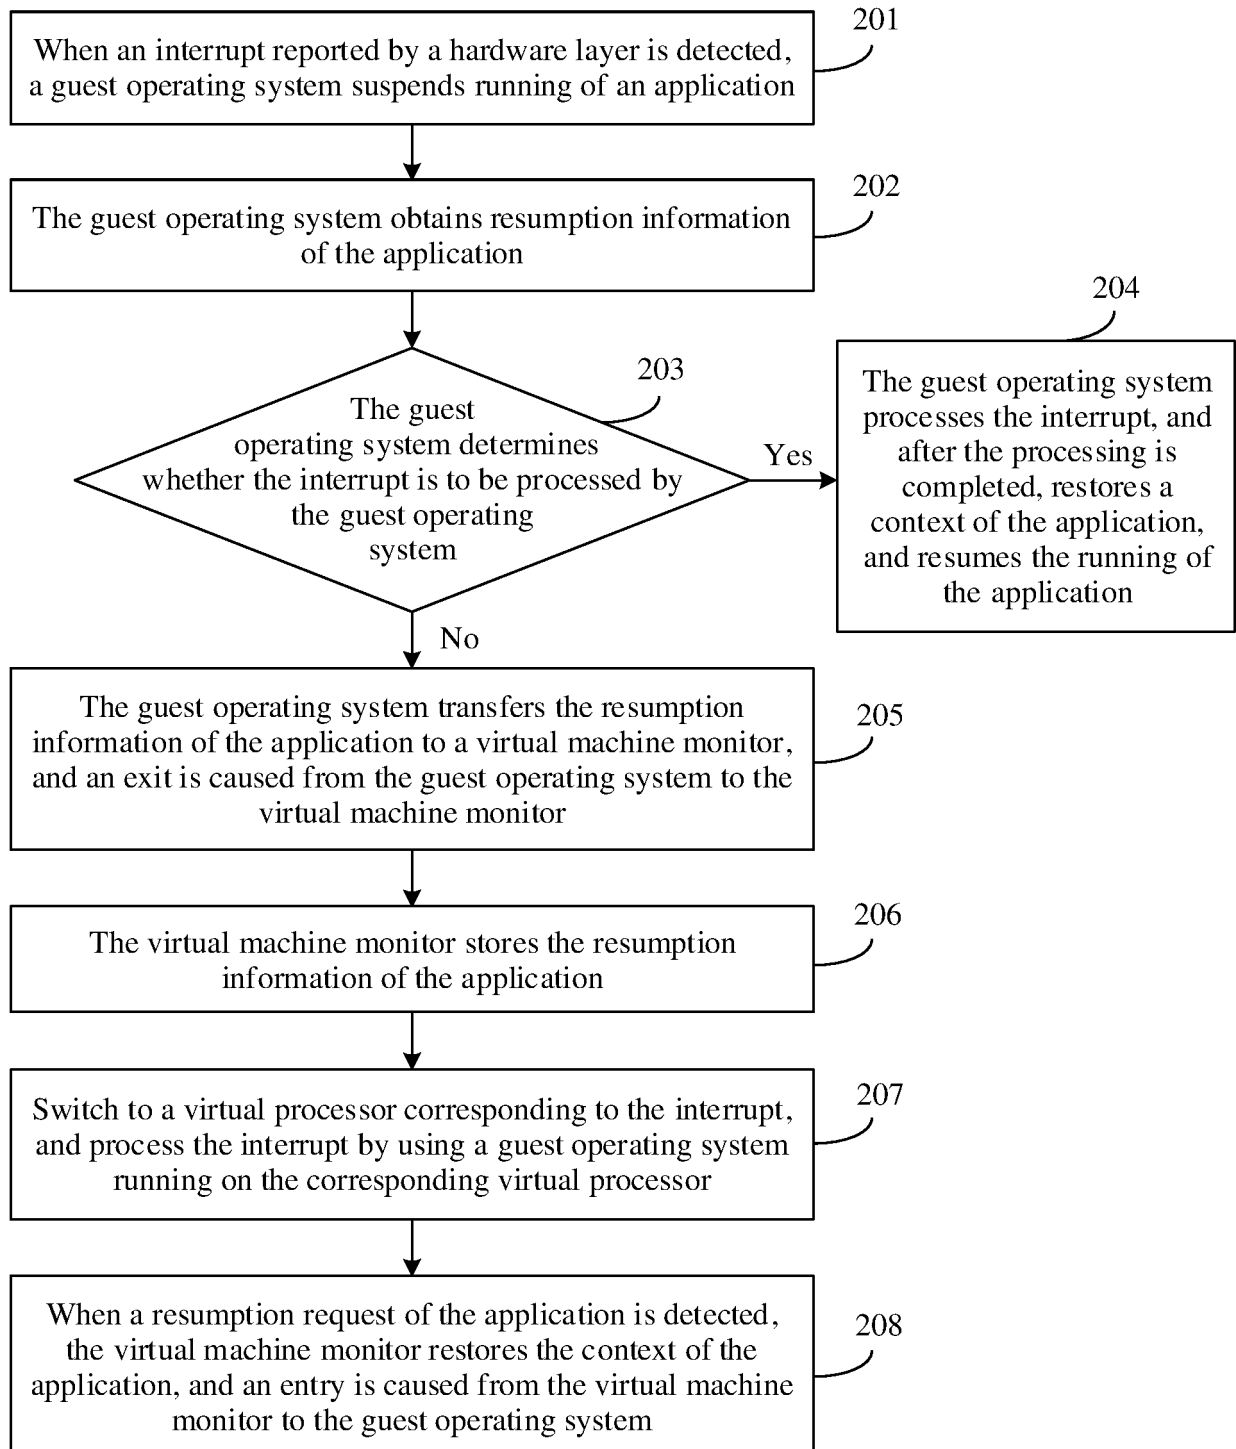 When an interrupt reported by a hardware layer is detected,
a guest operating system suspends running of an application
201
The guest operating system obtains resumption information
of the application
202
The guest
operating system determines
whether the interrupt is to be processed by
the guest operating
system
203
Yes
The guest operating system
processes the interrupt, and
after the processing is
completed, restores a
context of the application,
and resumes the running of
the application
204
No
The guest operating system transfers the resumption
information of the application to a virtual machine monitor,
and an exit is caused from the guest operating system to the
virtual machine monitor
205
The virtual machine monitor stores the resumption
information of the application
206
Switch to a virtual processor corresponding to the interrupt,
and process the interrupt by using a guest operating system
running on the corresponding virtual processor
207
When a resumption request of the application is detected,
the virtual machine monitor restores the context of the
application, and an entry is caused from the virtual machine
monitor to the guest operating system
208